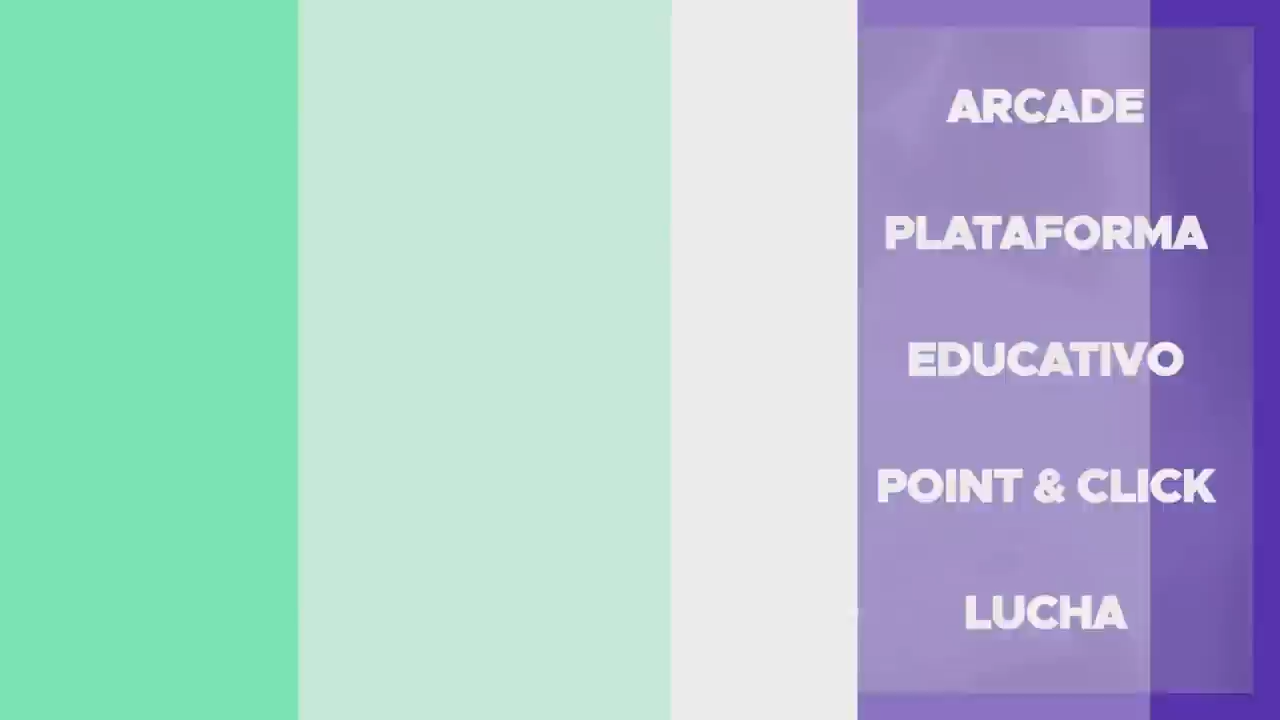 ARCADE
PLATAFORMA
EDUCATIVO
POINT & CLICK
LUCHA